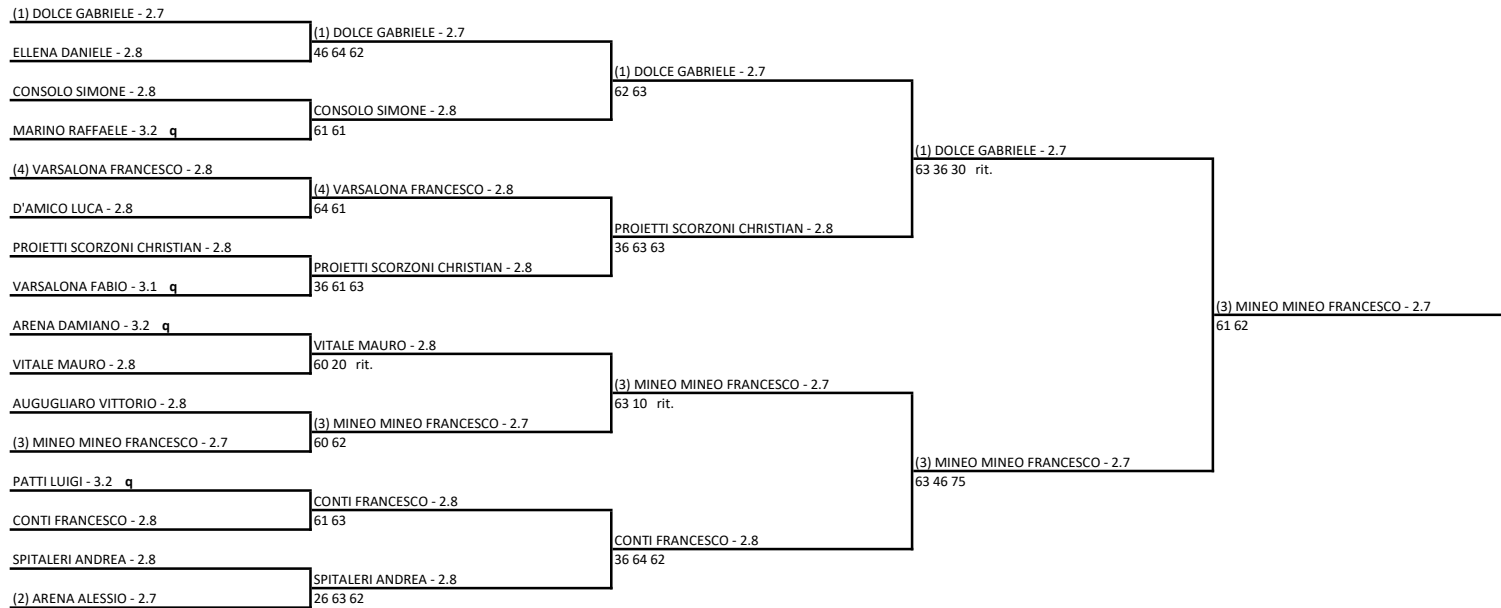 (1) DOLCE GABRIELE - 2.7
(1) DOLCE GABRIELE - 2.7
ELLENA DANIELE - 2.8
46 64 62
(1) DOLCE GABRIELE - 2.7
CONSOLO SIMONE - 2.8
62 63
CONSOLO SIMONE - 2.8
MARINO RAFFAELE - 3.2 q
61 61
(1) DOLCE GABRIELE - 2.7
(4) VARSALONA FRANCESCO - 2.8
63 36 30 rit.
(4) VARSALONA FRANCESCO - 2.8
D'AMICO LUCA - 2.8
64 61
PROIETTI SCORZONI CHRISTIAN - 2.8
PROIETTI SCORZONI CHRISTIAN - 2.8
36 63 63
PROIETTI SCORZONI CHRISTIAN - 2.8
VARSALONA FABIO - 3.1 q
36 61 63
(3) MINEO MINEO FRANCESCO - 2.7
ARENA DAMIANO - 3.2 q
61 62
VITALE MAURO - 2.8
VITALE MAURO - 2.8
60 20 rit.
(3) MINEO MINEO FRANCESCO - 2.7
AUGUGLIARO VITTORIO - 2.8
63 10 rit.
(3) MINEO MINEO FRANCESCO - 2.7
(3) MINEO MINEO FRANCESCO - 2.7
60 62
(3) MINEO MINEO FRANCESCO - 2.7
PATTI LUIGI - 3.2 q
63 46 75
CONTI FRANCESCO - 2.8
CONTI FRANCESCO - 2.8
61 63
CONTI FRANCESCO - 2.8
SPITALERI ANDREA - 2.8
36 64 62
SPITALERI ANDREA - 2.8
(2) ARENA ALESSIO - 2.7
26 63 62